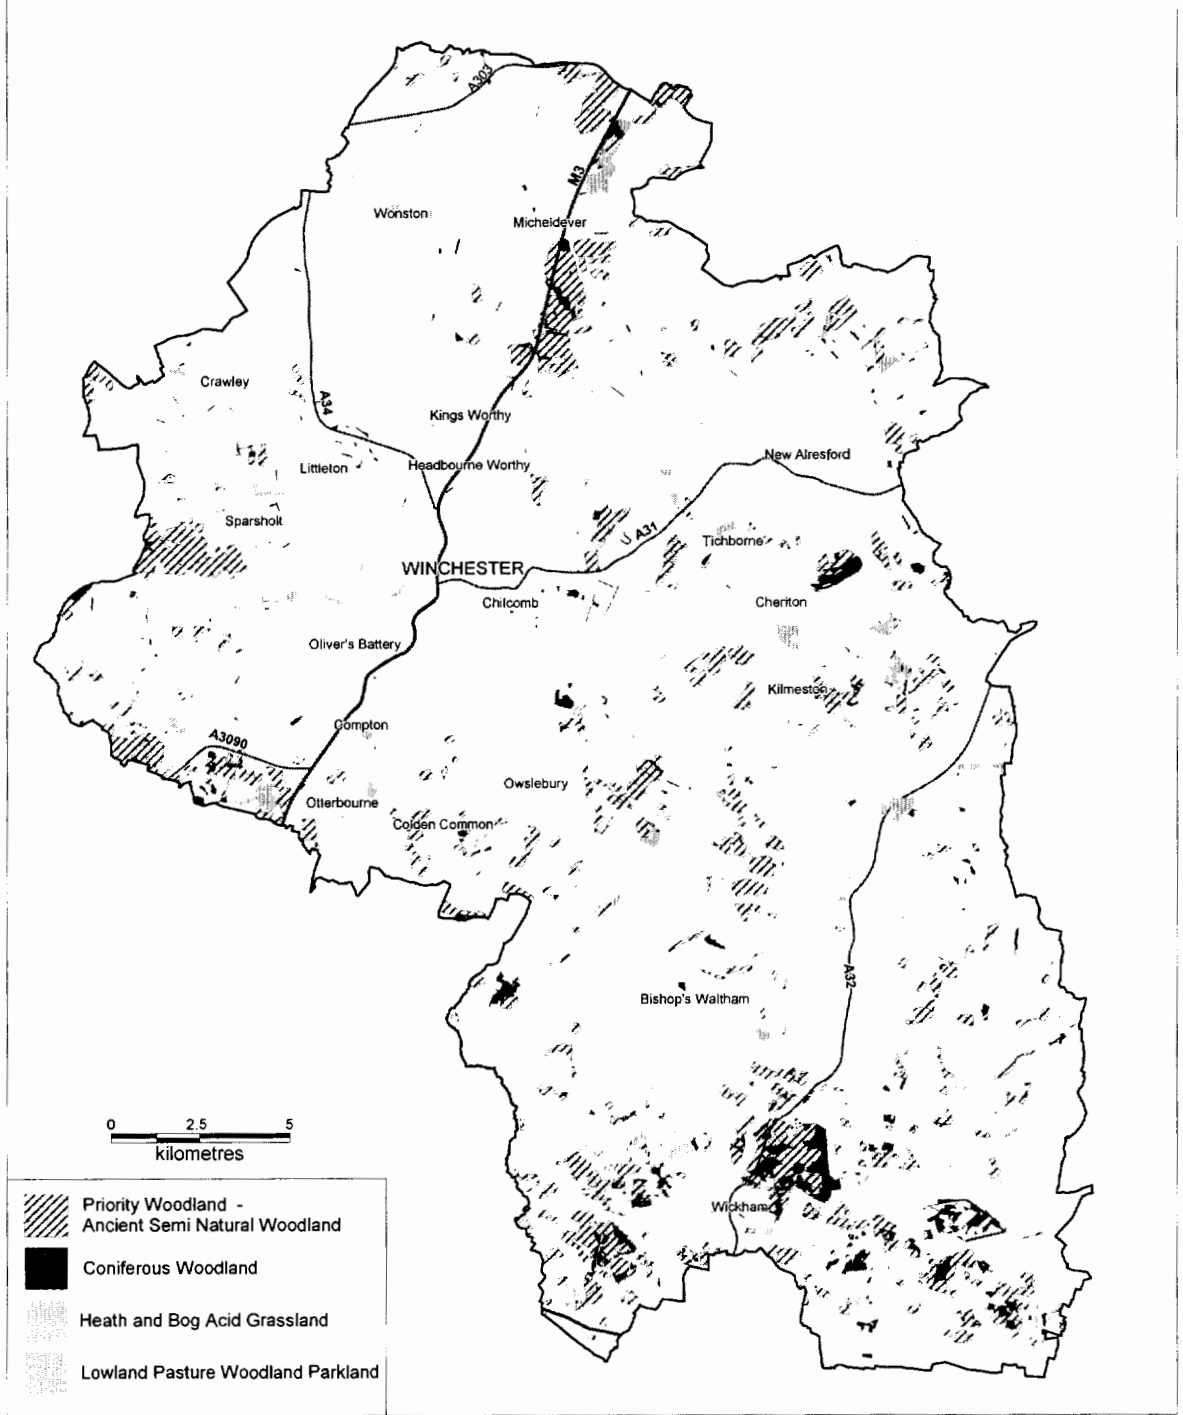 A303
M3
Wonston
Micheldever
Crawley
A34
Kings Worthy
Littleton
Headbourne Worthy
New Alresford
Sparsholt
A31
Tichborne
WINCHESTER
Chilcomb
Cheriton
Oliver's Battery
Kilmeston
Compton
A3090
Owslebury
Otterbourne
Colden Common
A32
Bishop's Waltham
0 2.5 5
kilometres
Wickham
Priority Woodland -
Ancient Semi Natural Woodland
Coniferous Woodland
Heath and Bog Acid Grassland
Lowland Pasture Woodland Parkland